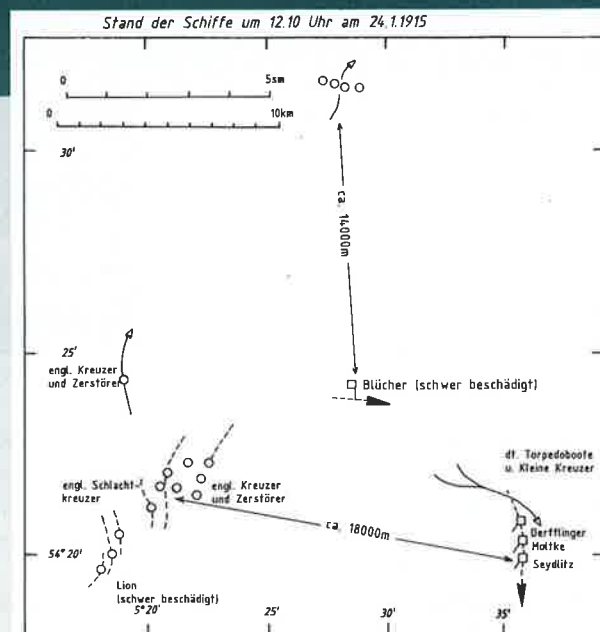 Stand der Schiffe um 12.10 Uhr am 24.1.1915
0 5sm
0 10km
30'
ca. 14000m
25'
engl. Kreuzer
und Zerstörer
Blücher (schwer beschädigt)
dt. Torpedoboote
u. Kleine Kreuzer
engl. Schlacht-
kreuzer
engl. Kreuzer
und Zerstörer
ca. 18000m
Derfflinger
Moltke
Seydlitz
54°20'
Lion
(schwer beschädigt)
5°20' 25' 30' 35'